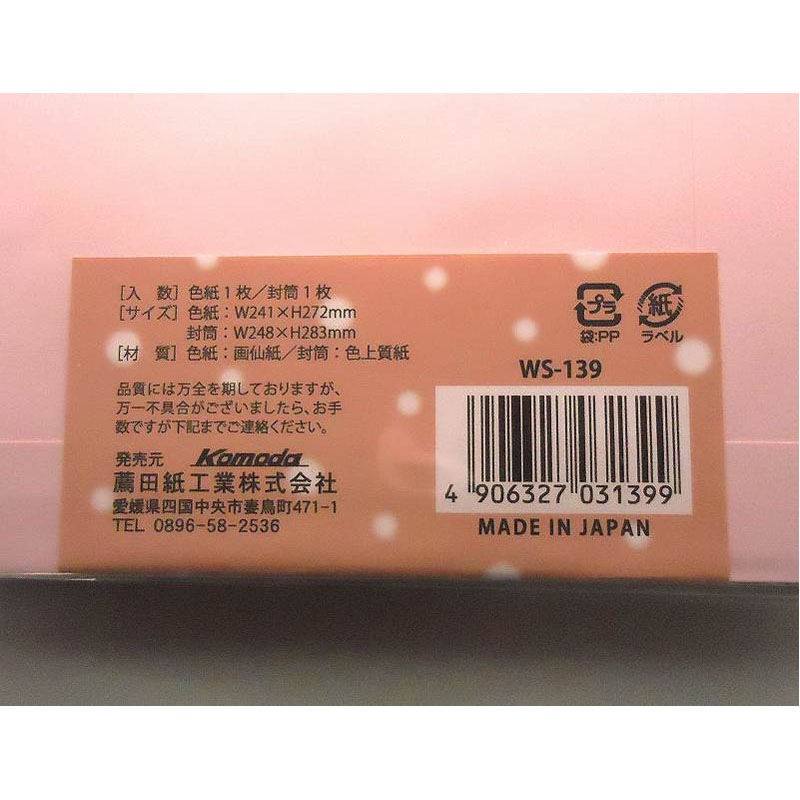 [入 数] 色紙1枚/封筒1枚
[サイズ] 色紙:W241×H272mm
封筒:W248×H283mm
[材 質] 色紙:画仙紙/封筒:色上質紙
品質には万全を期しておりますが、
万一不具合がございましたら、お手
数ですが下記までご連絡ください。
発売元 Komoda
薦田紙工業株式会社
愛媛県四国中央市妻鳥町471-1
TEL 0896-58-2536
プラ
袋:PP
紙
ラベル
WS-139
4 906327 031399
MADE IN JAPAN